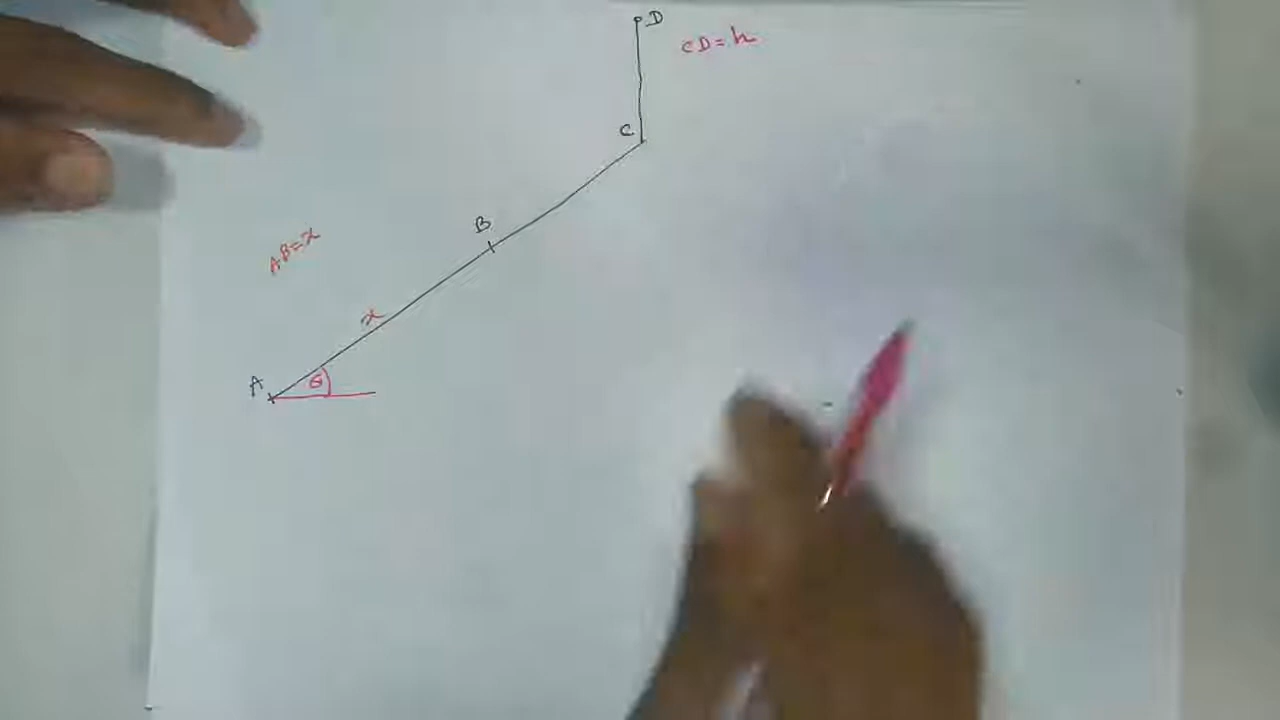 D
CD = h
C
B
AB = x
x
A
θ